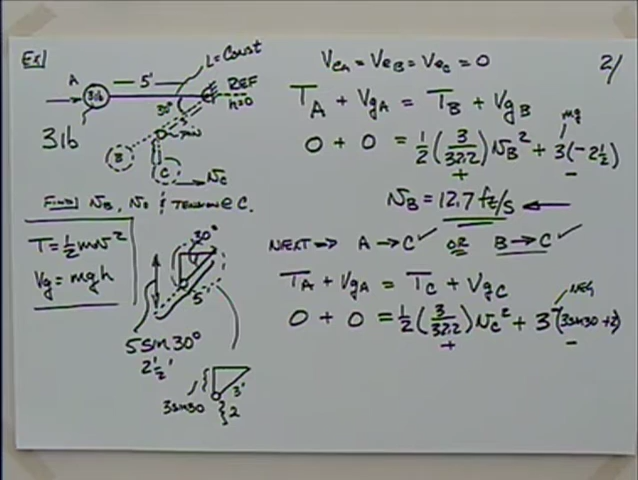 Ex1
A
5'
L = Const
3lb
REF
h=0
30°
3lb
PIN
B
C
Vc
FIND VB, Vc & TENSION @ C.
T = ½mv²
Vg = mgh
30°
5
5sin30°
2½'
3sin30
3'
2
VeA = VeB = VeC = 0
2/
TA + VgA = TB + VgB
mg
0 + 0 = ½(3/32.2)VB² + 3(-2½)
+ -
VB = 12.7 ft/s ←
NEXT ⇒ A → C ✓ OR B → C ✓
TA + VgA = TC + VgC
NEG
0 + 0 = ½(3/32.2)Vc² + 3⁻(3sin30+2)
+ -